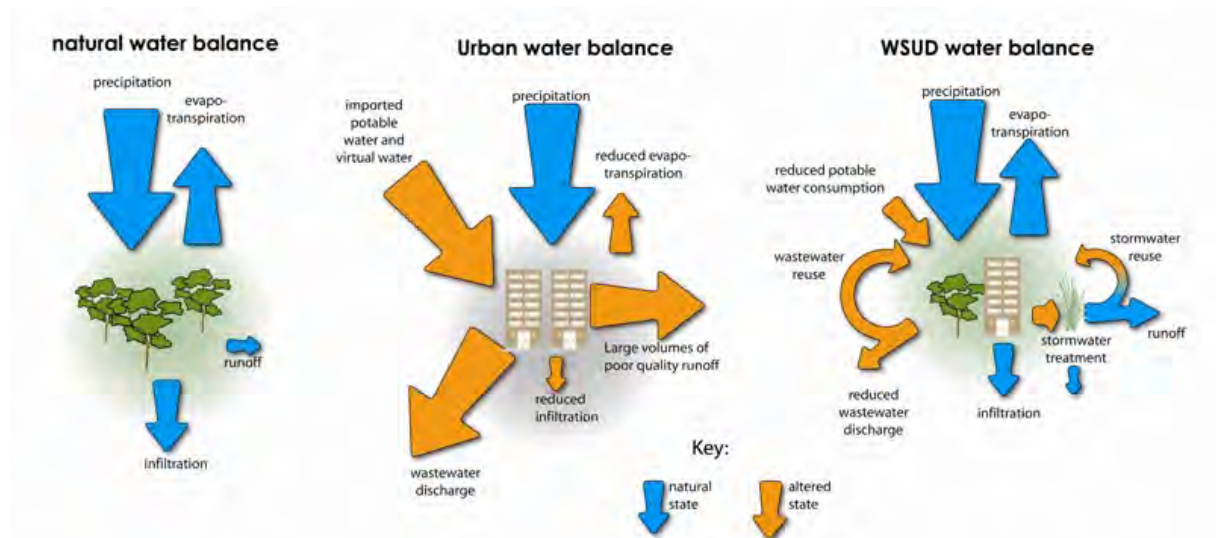 natural water balance
precipitation
evapo-
transpiration
runoff
infiltration
Urban water balance
imported
potable
water and
virtual water
precipitation
reduced evapo-
transpiration
Large volumes of
poor quality runoff
reduced
infiltration
wastewater
discharge
WSUD water balance
precipitation
evapo-
transpiration
reduced potable
water consumption
wastewater
reuse
stormwater
reuse
runoff
stormwater
treatment
reduced
wastewater
discharge
infiltration
Key:
natural
state
altered
state